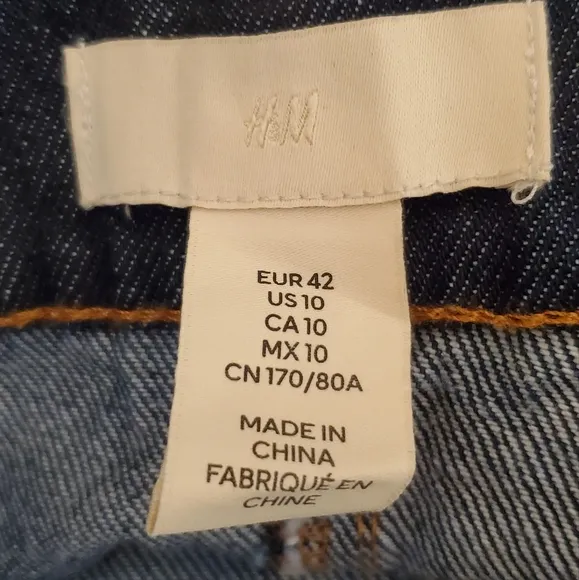 H&M
EUR 42
US 10
CA 10
MX 10
CN 170/80A
MADE IN
CHINA
FABRIQUÉ EN
CHINE